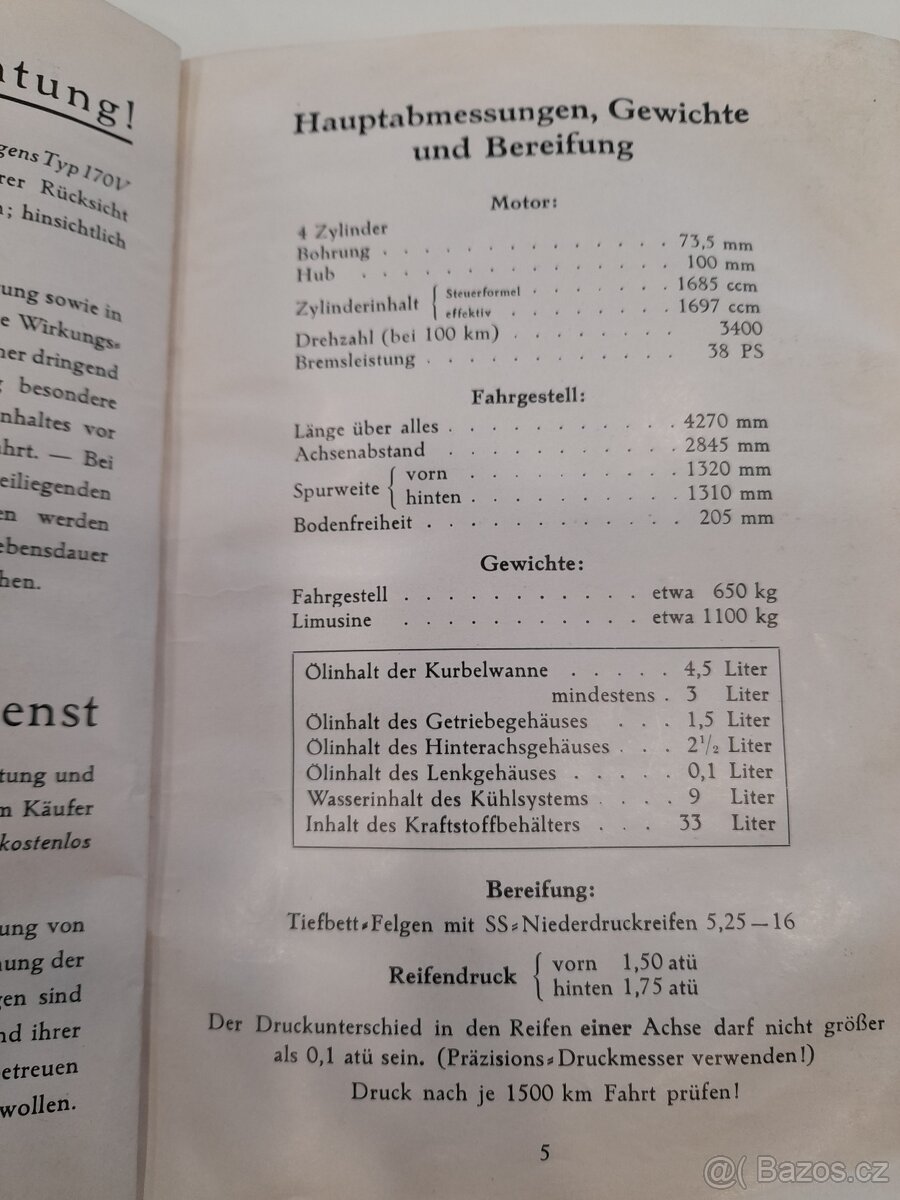 ntung!
gens Typ 170V
rer Rücksicht
; hinsichtlich
ung sowie in
e Wirkungs-
her dringend
g besondere
nhaltes vor
ahrt. — Bei
eiliegenden
en werden
ebensdauer
hen.
enst
tung und
m Käufer
kostenlos
ung von
nung der
gen sind
nd ihrer
etreuen
wollen.
Hauptabmessungen, Gewichte
und Bereifung
Motor:
4 Zylinder
Bohrung . . . . . . . . . . . . . 73,5 mm
Hub . . . . . . . . . . . . . . 100 mm
Zylinderinhalt { Steuerformel . . . . . . . 1685 ccm
effektiv . . . . . . . . 1697 ccm
Drehzahl (bei 100 km) . . . . . . . . 3400
Bremsleistung . . . . . . . . . . . . 38 PS
Fahrgestell:
Länge über alles . . . . . . . . . . . 4270 mm
Achsenabstand . . . . . . . . . . . 2845 mm
Spurweite { vorn . . . . . . . . . . 1320 mm
hinten . . . . . . . . . . 1310 mm
Bodenfreiheit . . . . . . . . . . . . 205 mm
Gewichte:
Fahrgestell . . . . . . . . . . . etwa 650 kg
Limusine . . . . . . . . . . . etwa 1100 kg
Ölinhalt der Kurbelwanne . . . . . 4,5 Liter
mindestens . 3 Liter
Ölinhalt des Getriebegehäuses . . . 1,5 Liter
Ölinhalt des Hinterachsgehäuses . . . 2 1/2 Liter
Ölinhalt des Lenkgehäuses . . . . . 0,1 Liter
Wasserinhalt des Kühlsystems . . . . 9 Liter
Inhalt des Kraftstoffbehälters . . . 33 Liter
Bereifung:
Tiefbett-Felgen mit SS-Niederdruckreifen 5,25—16
Reifendruck { vorn 1,50 atü
hinten 1,75 atü
Der Druckunterschied in den Reifen einer Achse darf nicht größer
als 0,1 atü sein. (Präzisions-Druckmesser verwenden!)
Druck nach je 1500 km Fahrt prüfen!
5
@( Bazos.cz